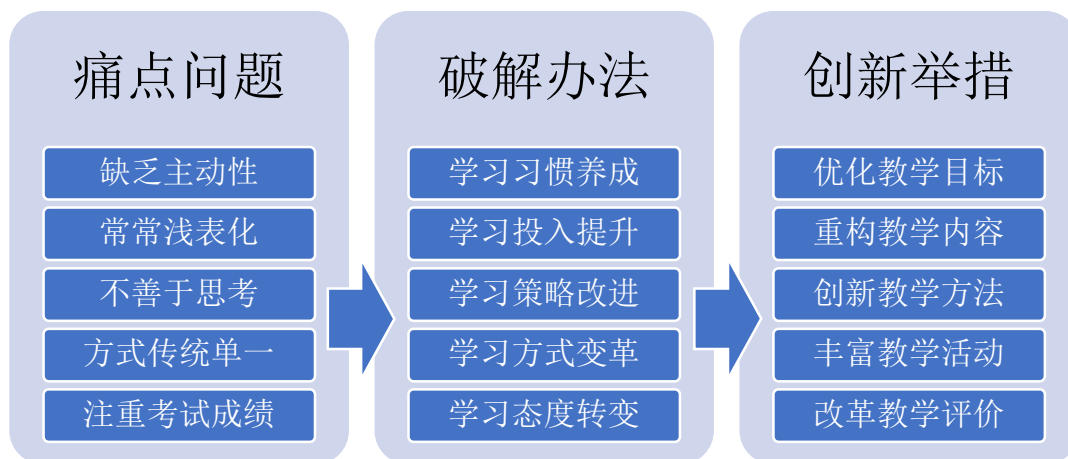 痛点问题
缺乏主动性
常常浅表化
不善于思考
方式传统单一
注重考试成绩
破解办法
学习习惯养成
学习投入提升
学习策略改进
学习方式变革
学习态度转变
创新举措
优化教学目标
重构教学内容
创新教学方法
丰富教学活动
改革教学评价